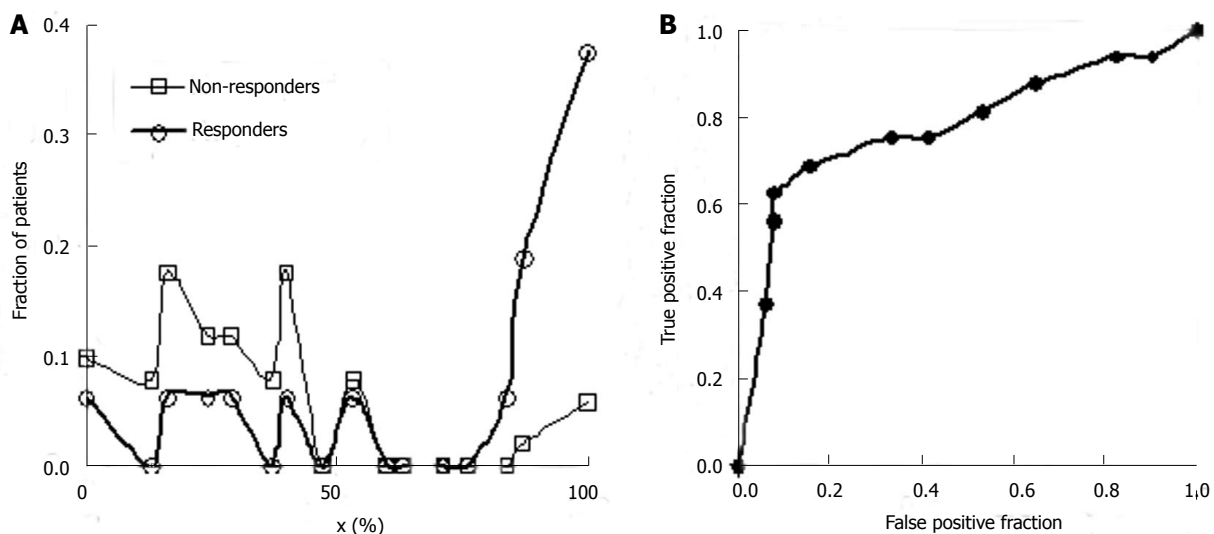 A
0.4
0.3
0.2
0.1
0.0
Fraction of patients
Non-responders
Responders
0
50
100
x (%)
B
1.0
0.8
0.6
0.4
0.2
0.0
True positive fraction
0.0
0.2
0.4
0.6
0.8
1,0
False positive fraction